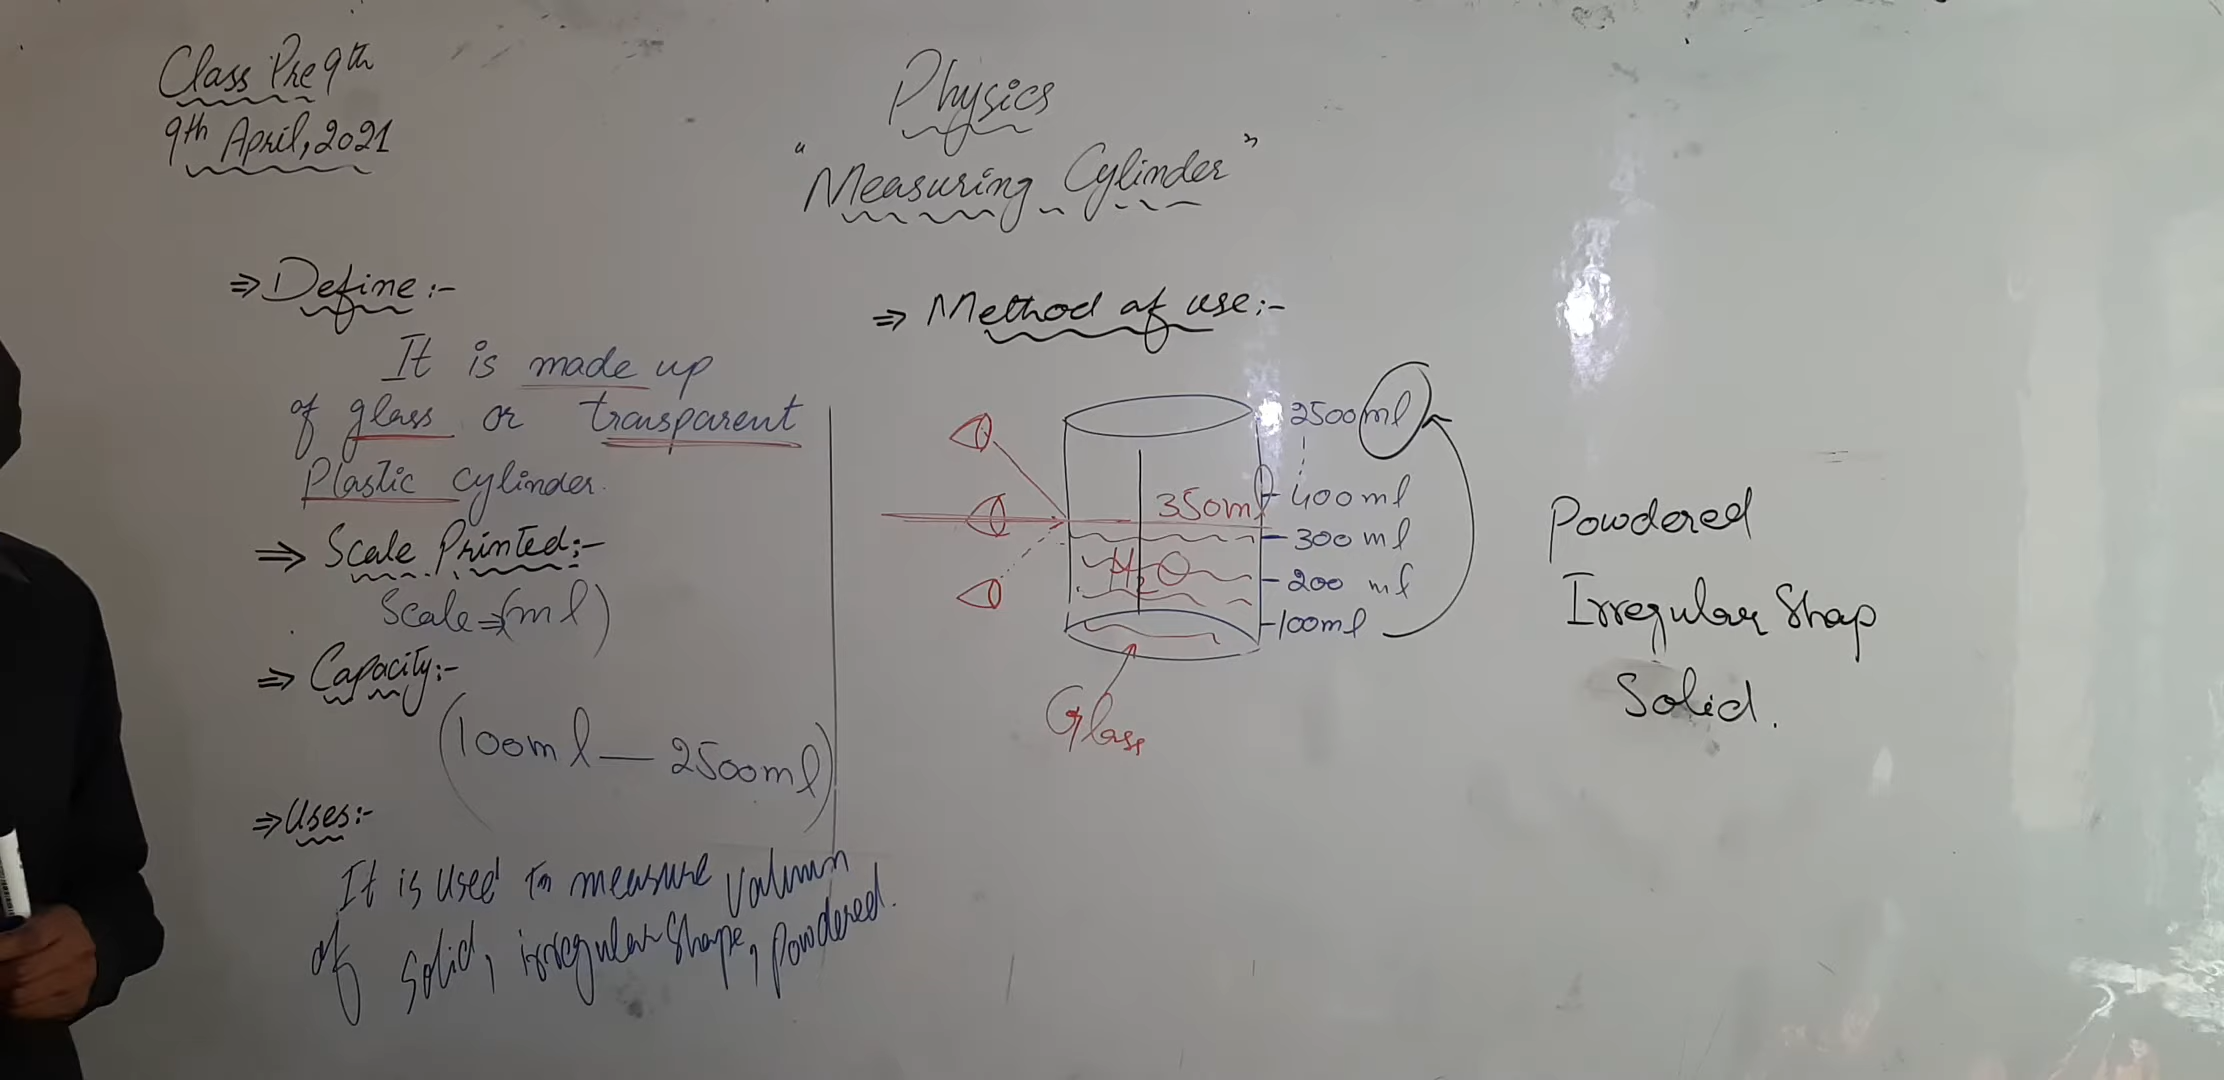 Class Pre 9th
9th April, 2021
Physics
"Measuring Cylinder"
⇒ Define :-
It is made up
of glass or transparent
Plastic cylinder.
⇒ Scale Printed:-
Scale ⇒ (ml)
⇒ Capacity:-
(100ml — 2500ml)
⇒ Uses:-
It is used to measure
of solid, irregular shape, powdered.
⇒ Method of use:-
2500ml
400ml
350ml
300ml
200 ml
100ml
H₂O
Glass
Powdered
Irregular Shap
Solid.